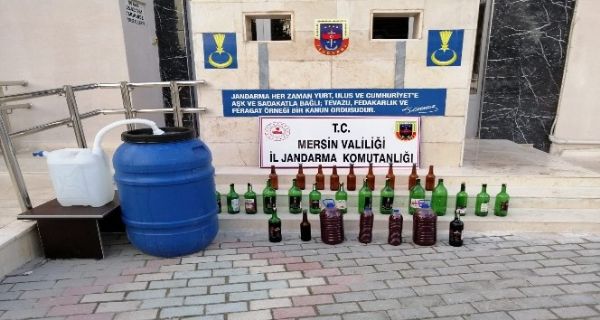 JANDARMA
JANDARMA HER ZAMAN YURT, ULUS VE CUMHURİYET'E
AŞK VE SADAKATLA BAĞLI; TEVAZU, FEDAKARLIK VE
FERAGAT ÖRNEĞİ BİR KANUN ORDUSUDUR.
T.C.
MERSİN VALİLİĞİ
İL JANDARMA KOMUTANLIĞI